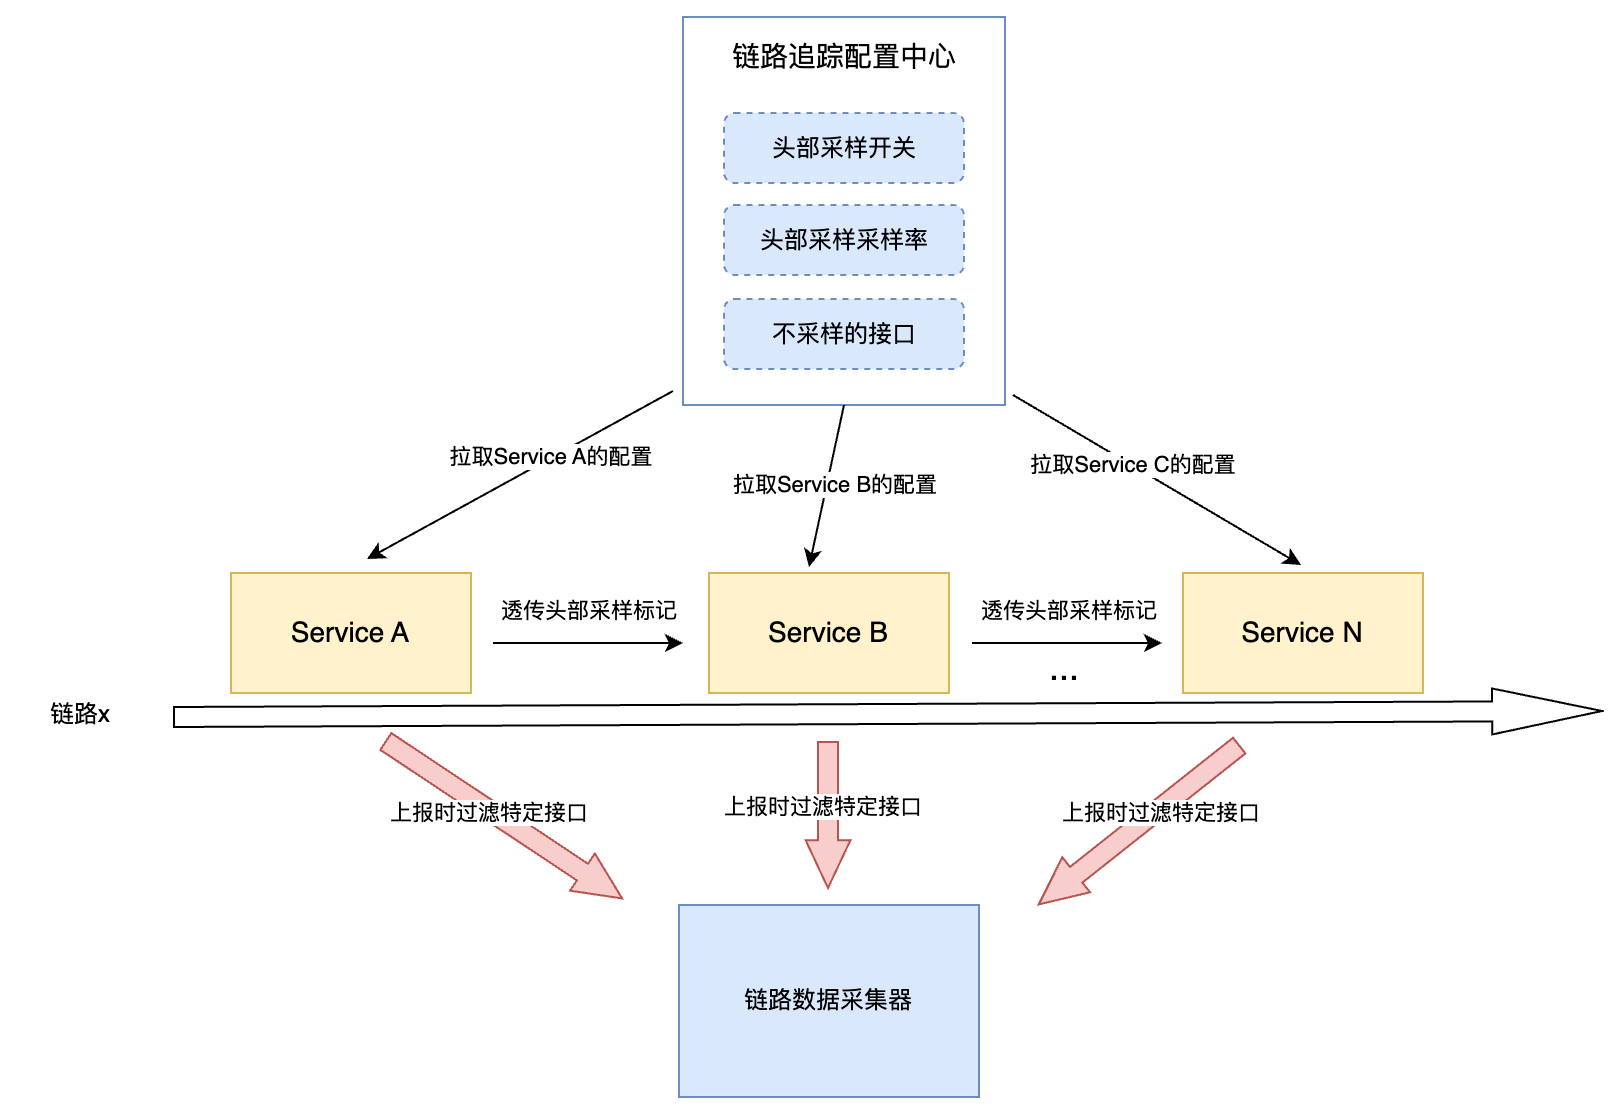 链路追踪配置中心
头部采样开关
头部采样采样率
不采样的接口
拉取Service A的配置
拉取Service B的配置
拉取Service C的配置
透传头部采样标记
透传头部采样标记
Service A
Service B
Service N
...
链路x
上报时过滤特定接口
上报时过滤特定接口
上报时过滤特定接口
链路数据采集器